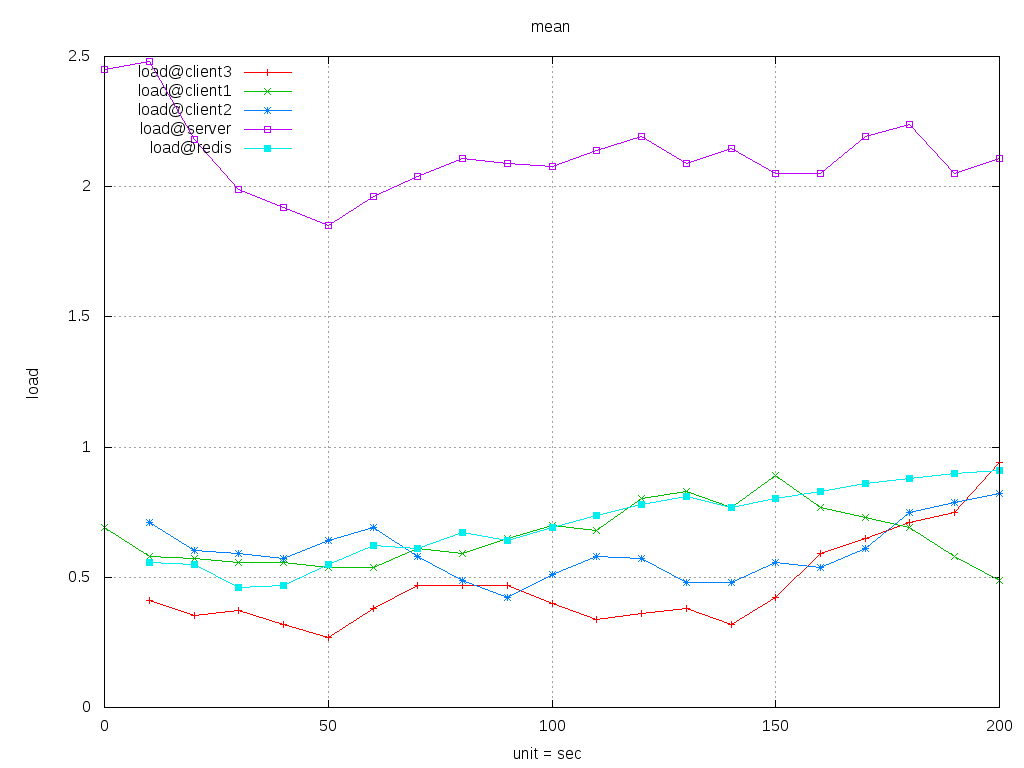 mean
2.5
load@client3
load@client1
load@client2
load@server
load@redis
2
1.5
load
1
0.5
0
0 50 100 150 200
unit = sec